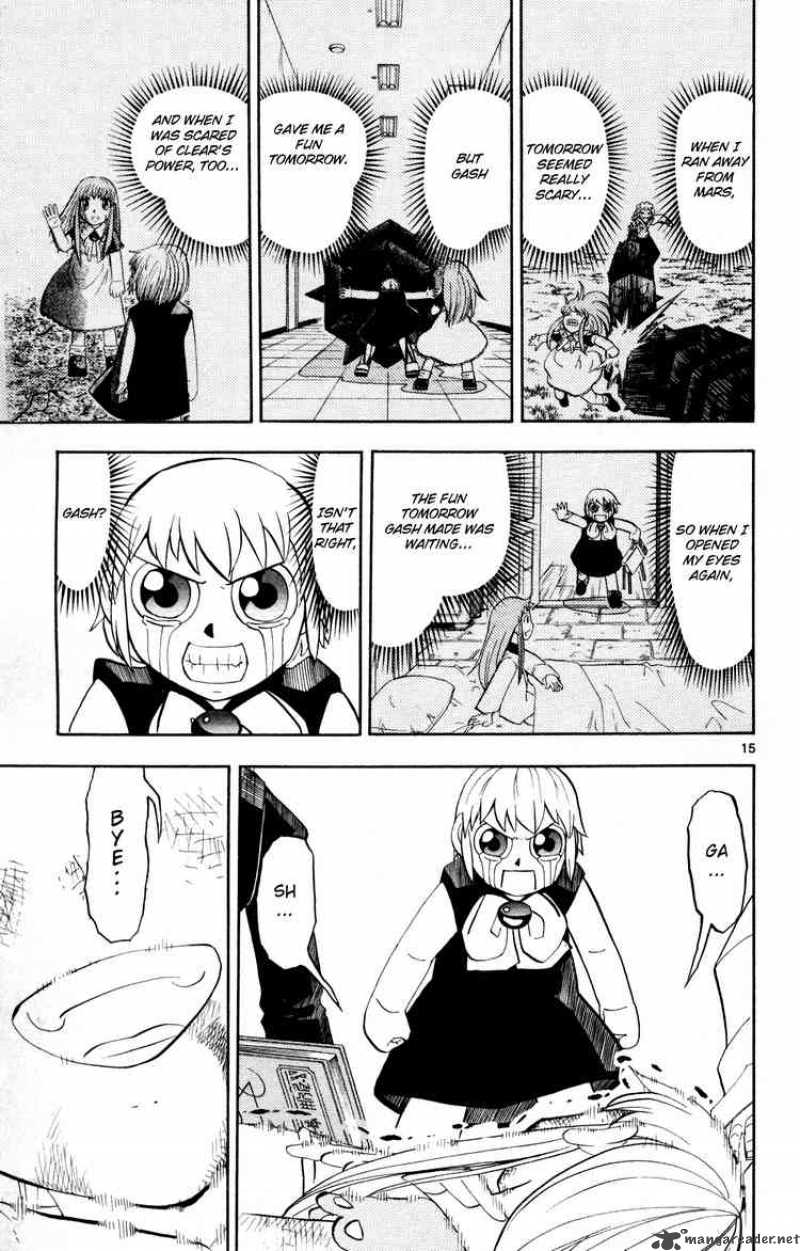 WHEN I
RAN AWAY
FROM
MARS,
TOMORROW
SEEMED
REALLY
SCARY...
BUT
GASH
GAVE ME A
FUN
TOMORROW.
AND WHEN I
WAS SCARED
OF CLEAR'S
POWER, TOO...
SO WHEN I
OPENED
MY EYES
AGAIN,
THE FUN
TOMORROW
GASH MADE WAS
WAITING...
ISN'T
THAT
RIGHT,
GASH?
15
GA
...
SH
...
BYE...
mangareader.net